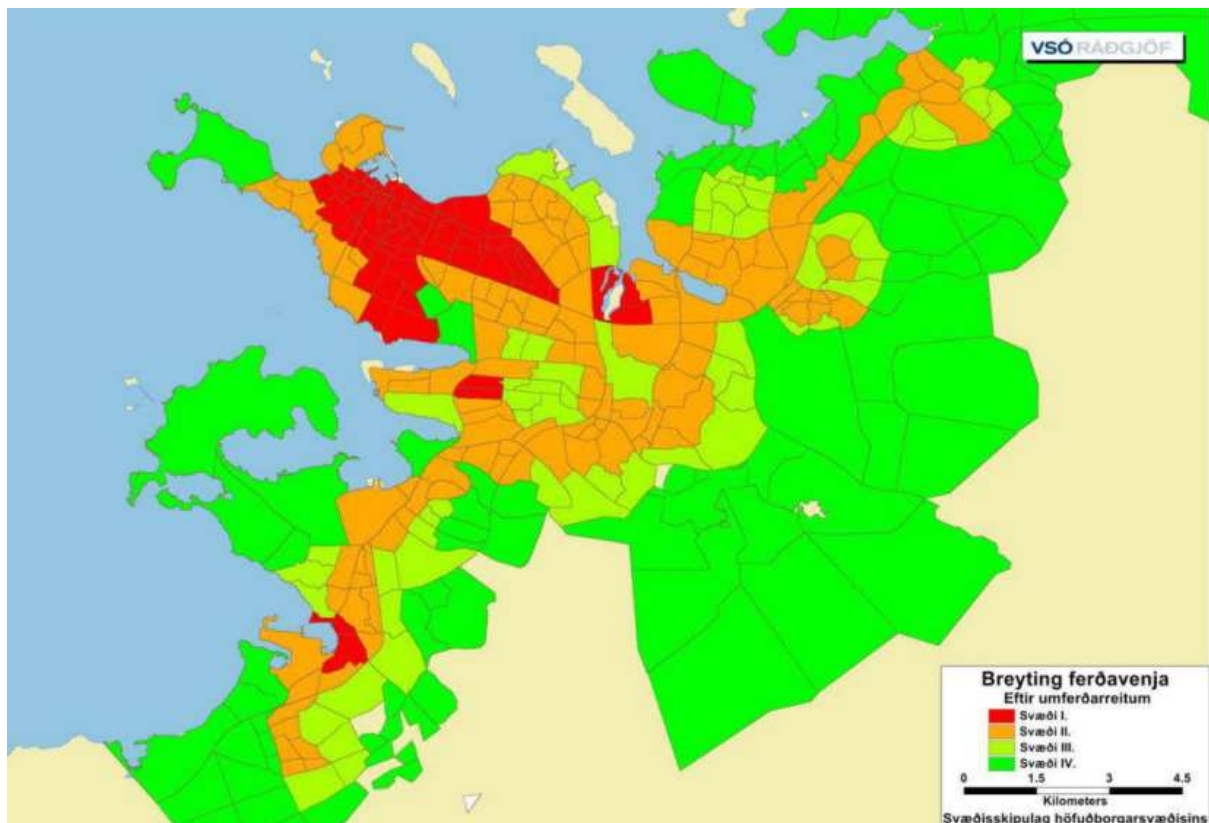 VSÓ RÁÐGJÖF
Breyting ferðavenja
Eftir umferðarreitum
Svæði I.
Svæði II.
Svæði III.
Svæði IV.
0 1.5 3 4.5
Kilometers
Svæðisskipulag höfuðborgarsvæðisins